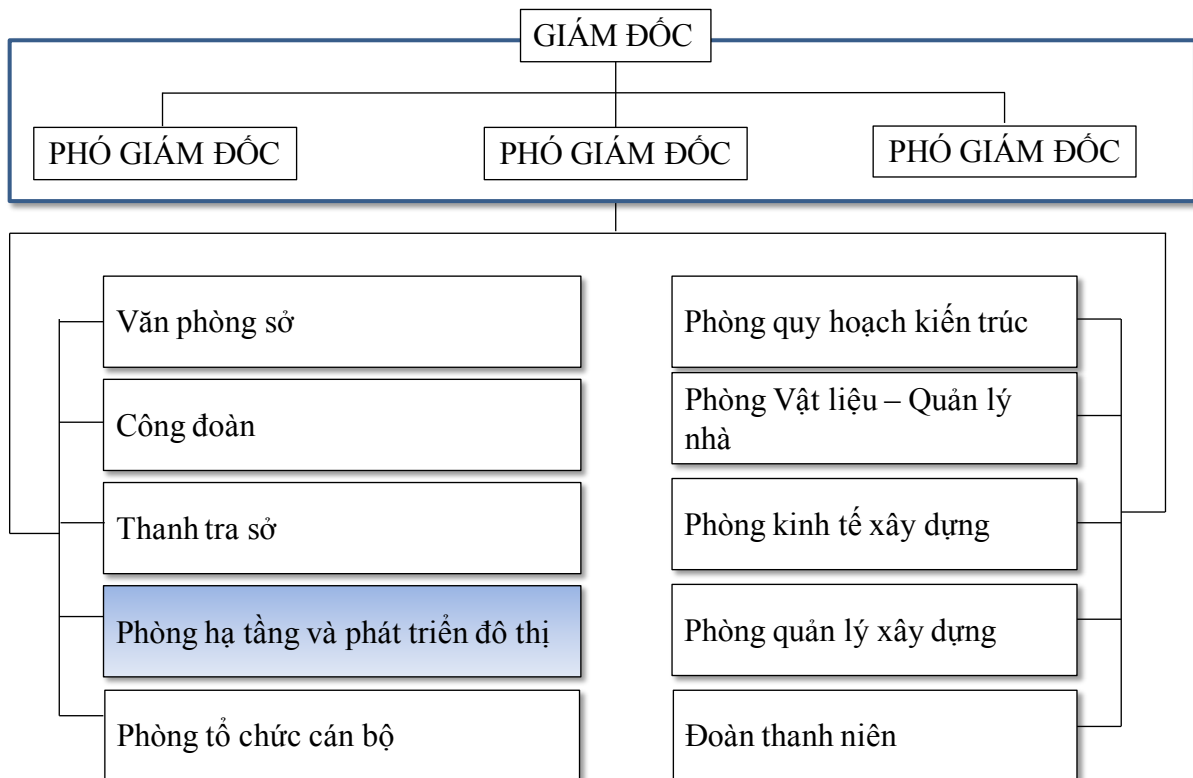 GIÁM ĐỐC
PHÓ GIÁM ĐỐC
PHÓ GIÁM ĐỐC
PHÓ GIÁM ĐỐC
Văn phòng sở
Công đoàn
Thanh tra sở
Phòng hạ tầng và phát triển đô thị
Phòng tổ chức cán bộ
Phòng quy hoạch kiến trúc
Phòng Vật liệu – Quản lý
nhà
Phòng kinh tế xây dựng
Phòng quản lý xây dựng
Đoàn thanh niên